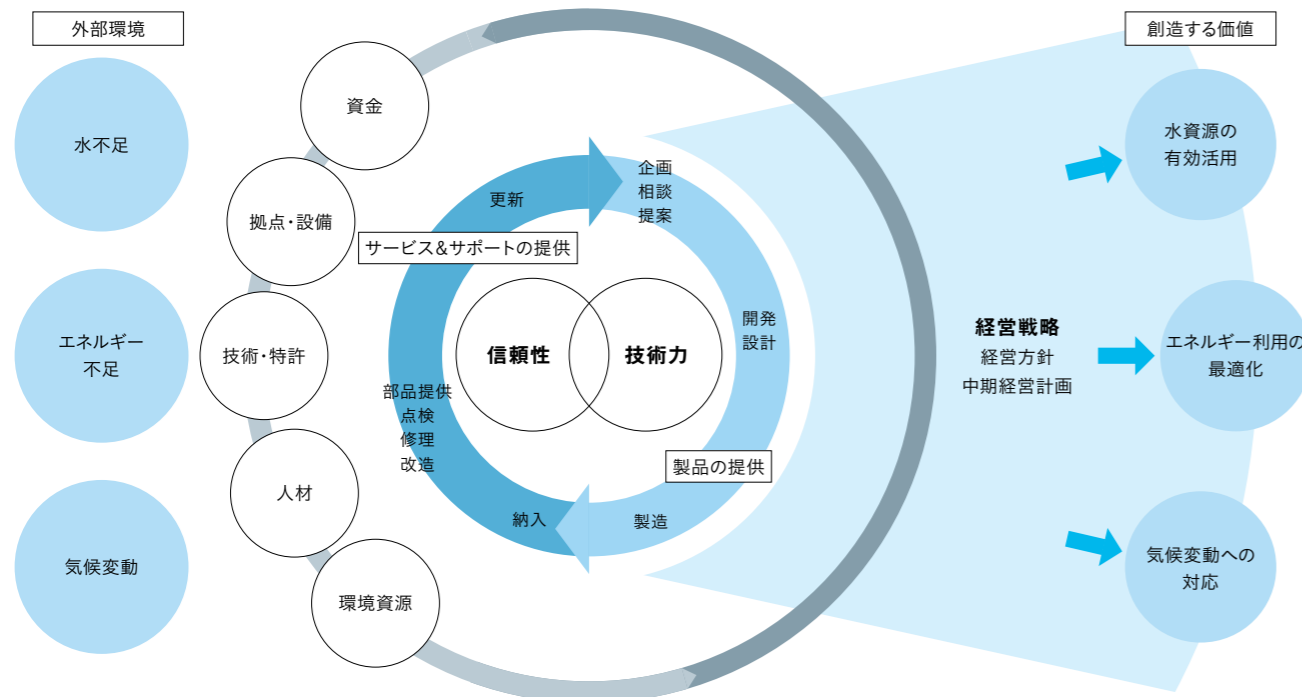 外部環境
水不足
エネルギー
不足
気候変動
資金
拠点・設備
技術・特許
人材
環境資源
更新
企画
相談
提案
サービス&サポートの提供
開発
設計
信頼性
技術力
部品提供
点検
修理
改造
製品の提供
納入
製造
経営戦略
経営方針
中期経営計画
創造する価値
水資源の
有効活用
エネルギー利用の
最適化
気候変動への
対応